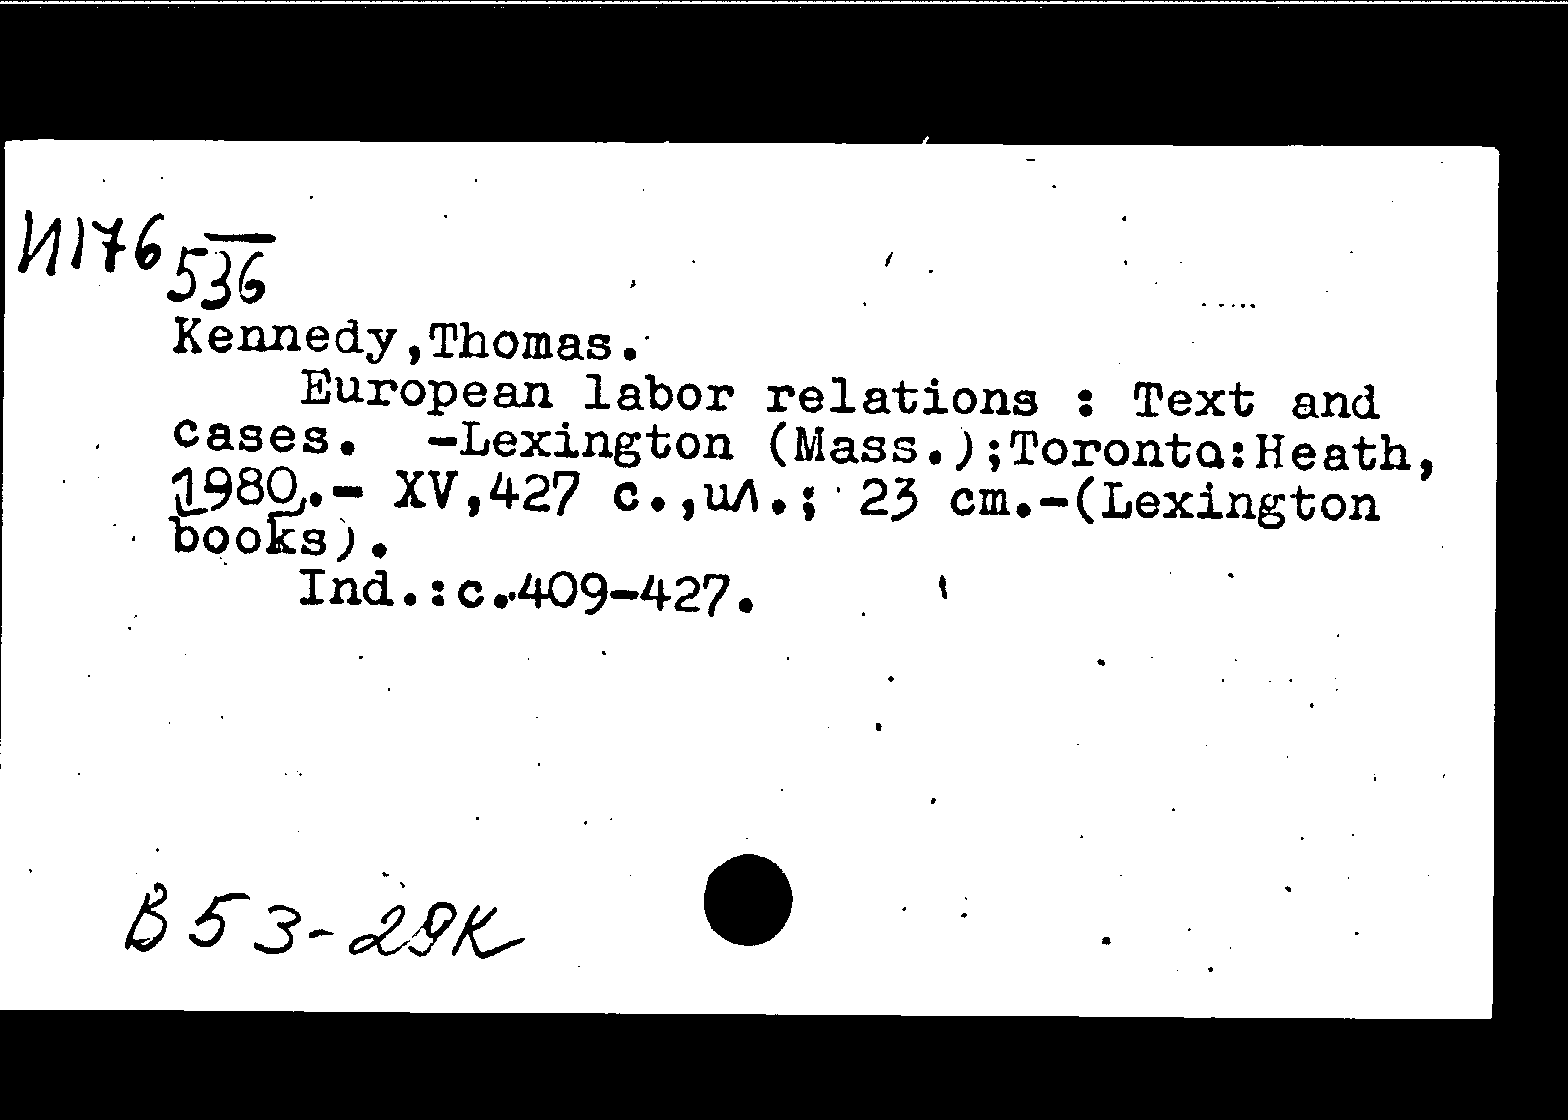 И176
536
Kennedy,Thomas.
European labor relations : Text and
cases. -Lexington (Mass.);Toronto:Heath,
1980.- XV,427 с.,ил.; 23 cm.-(Lexington
books).
Ind.:c.409-427.
В 53-29К